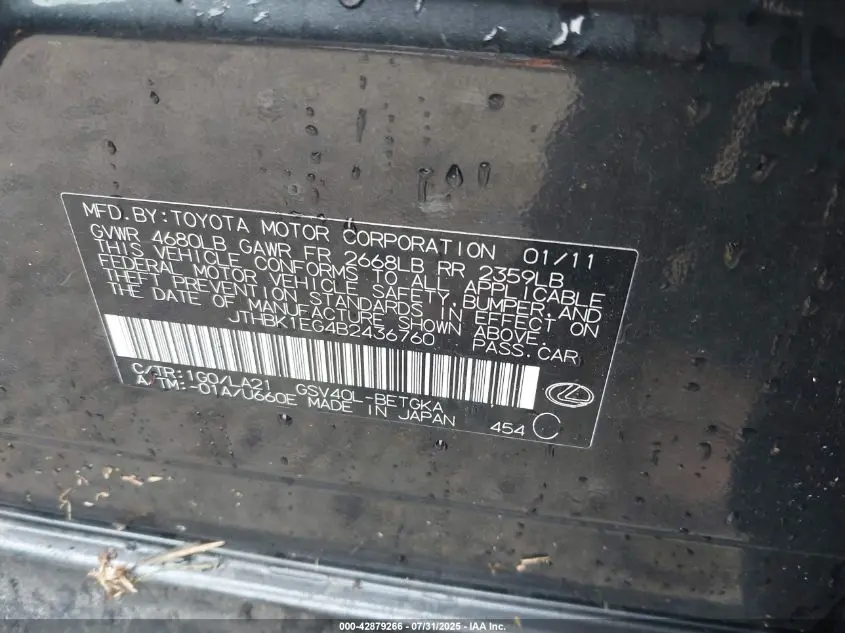 MFD. BY: TOYOTA MOTOR CORPORATION 01/11
GVWR 4680LB GAWR FR 2668LB RR 2359LB
THIS VEHICLE CONFORMS TO ALL APPLICABLE
FEDERAL MOTOR VEHICLE SAFETY, BUMPER, AND
THEFT PREVENTION STANDARDS IN EFFECT ON
THE DATE OF MANUFACTURE SHOWN ABOVE.
JTHBK1EG4B2436760 PASS. CAR
C/TR: 1G0/LA21 GSV40L-BETGKA
A/TM: -01A/U660E MADE IN JAPAN 454
000-42879266 - 07/31/2025 - IAA Inc.